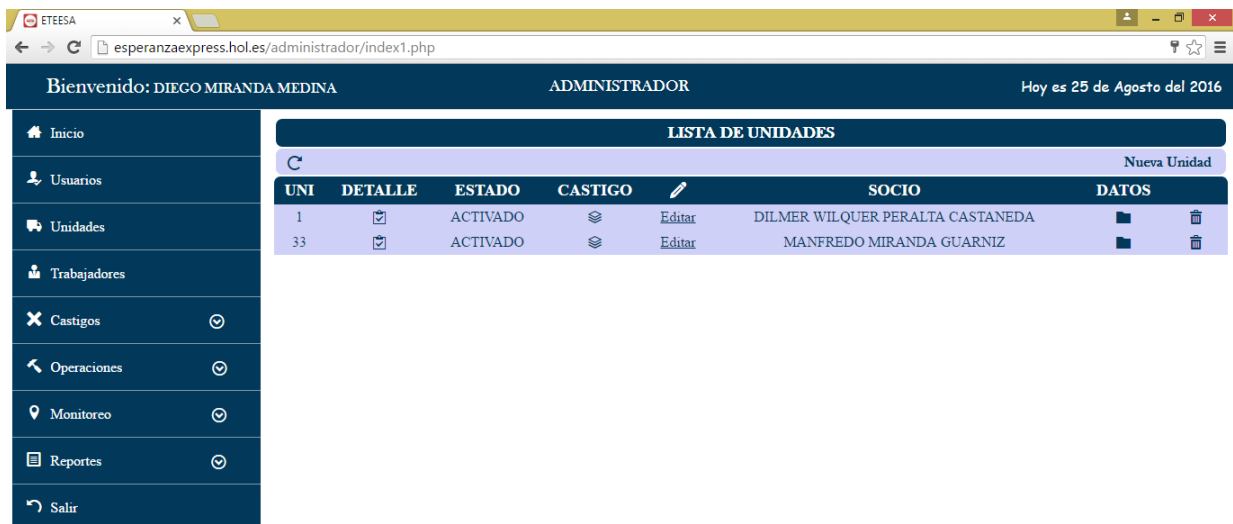 ETEESA
esperanzaexpress.hol.es/administrador/index1.php
Bienvenido: DIEGO MIRANDA MEDINA
ADMINISTRADOR
Hoy es 25 de Agosto del 2016
Inicio
Usuarios
Unidades
Trabajadores
Castigos
Operaciones
Monitoreo
Reportes
Salir
LISTA DE UNIDADES
Nueva Unidad
UNI DETALLE ESTADO CASTIGO SOCIO DATOS
1 ACTIVADO Editar DILMER WILQUER PERALTA CASTANEDA
33 ACTIVADO Editar MANFREDO MIRANDA GUARNIZ